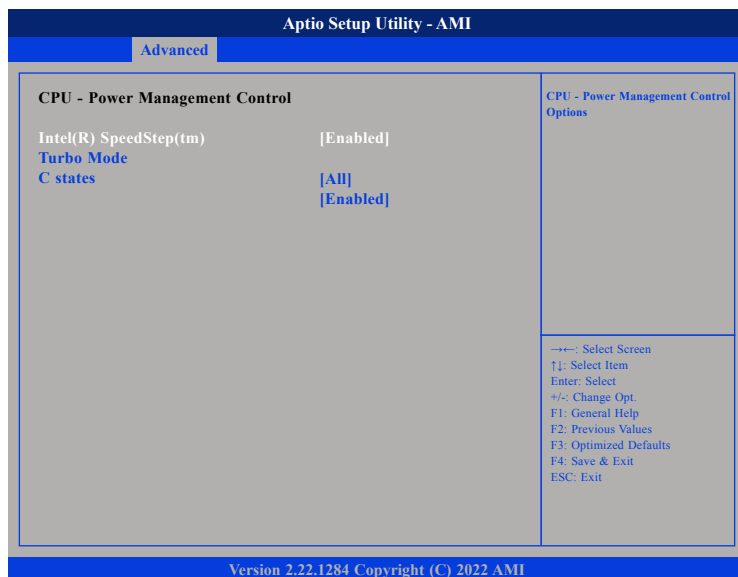 Aptio Setup Utility - AMI
Advanced
CPU - Power Management Control
Intel(R) SpeedStep(tm) [Enabled]
Turbo Mode
C states [All]
[Enabled]
CPU - Power Management Control
Options
→←: Select Screen
↑↓: Select Item
Enter: Select
+/-: Change Opt.
F1: General Help
F2: Previous Values
F3: Optimized Defaults
F4: Save & Exit
ESC: Exit
Version 2.22.1284 Copyright (C) 2022 AMI